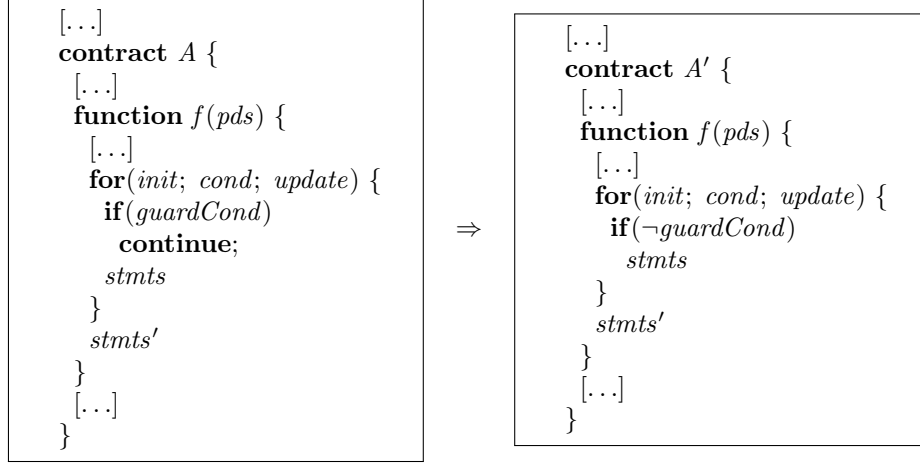 [...]
contract A {
[...]
function f(pds) {
[...]
for(init; cond; update) {
if(guardCond)
continue;
stmts
}
stmts′
}
[...]
}
⇒
[...]
contract A′ {
[...]
function f(pds) {
[...]
for(init; cond; update) {
if(¬guardCond)
stmts
}
stmts′
}
[...]
}